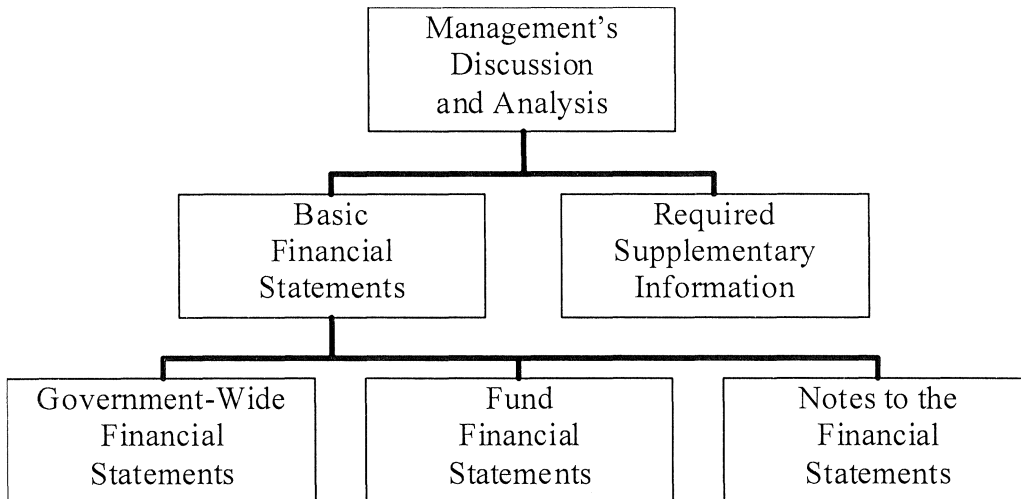 Management's
Discussion
and Analysis
Basic
Financial
Statements
Required
Supplementary
Information
Government-Wide
Financial
Statements
Fund
Financial
Statements
Notes to the
Financial
Statements